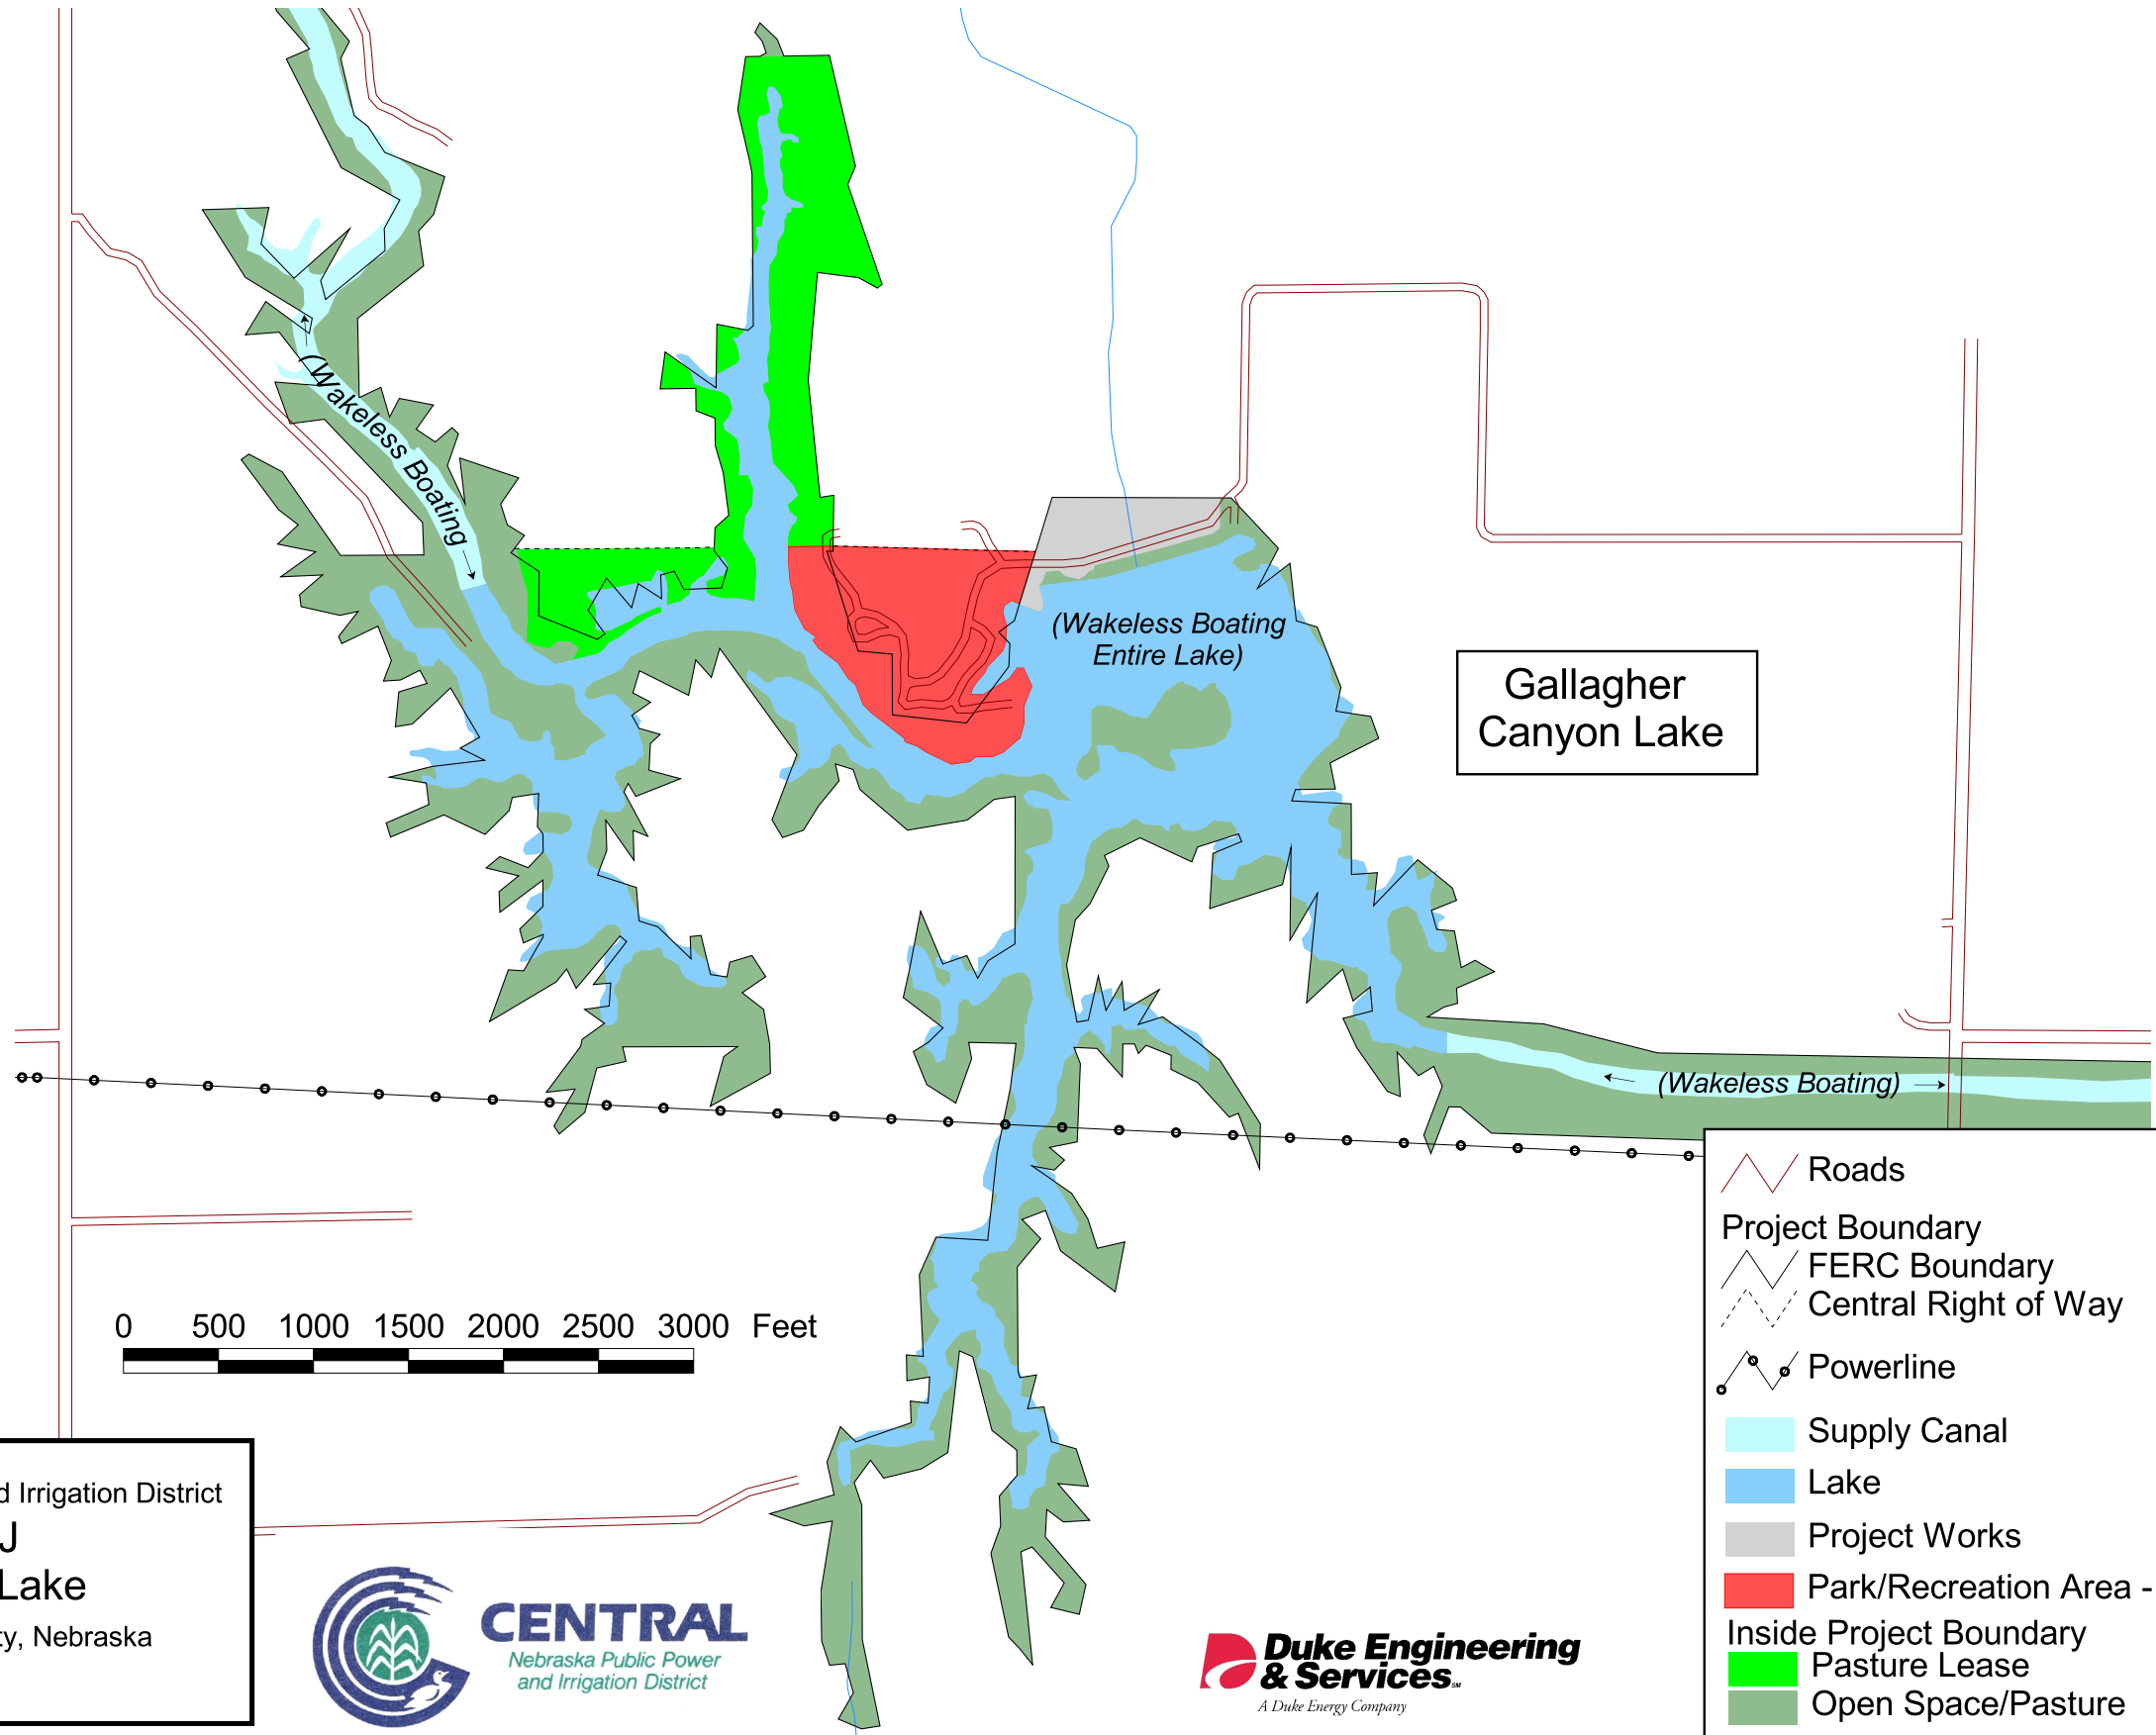 (Wakeless Boating
(Wakeless Boating
Entire Lake)
Gallagher
Canyon Lake
(Wakeless Boating)
Roads
Project Boundary
FERC Boundary
Central Right of Way
Powerline
Supply Canal
Lake
Project Works
Park/Recreation Area -
Inside Project Boundary
Pasture Lease
Open Space/Pasture
0 500 1000 1500 2000 2500 3000 Feet
d Irrigation District
J
Lake
ty, Nebraska
CENTRAL
Nebraska Public Power
and Irrigation District
Duke Engineering
& Services℠
A Duke Energy Company